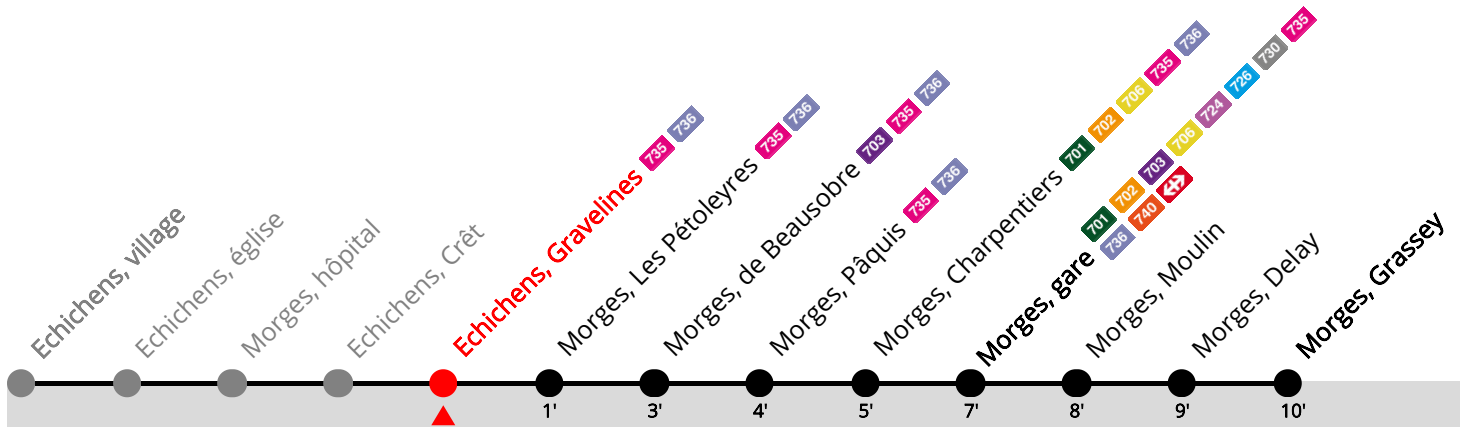 Echichens, village
Echichens, église
Morges, hôpital
Echichens, Crêt
Echichens, Gravelines 735 736
Morges, Les Pétoleyres 735 736
Morges, de Beausobre 703 735 736
Morges, Pâquis 735 736
Morges, Charpentiers 701 702 706 735 736
Morges, gare 701 702 703 706 724 726 730 735
736 740
Morges, Moulin
Morges, Delay
Morges, Grassey
1' 3' 4' 5' 7' 8' 9' 10'